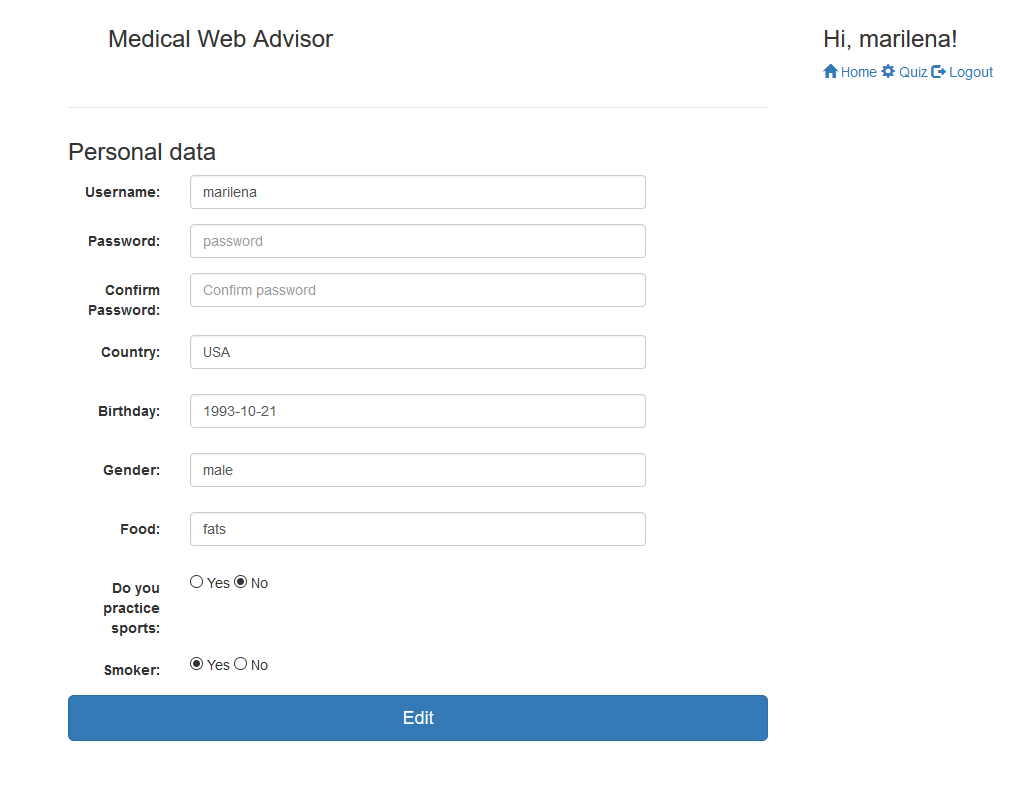 Medical Web Advisor
Hi, marilena!
Home Quiz Logout
Personal data
Username: marilena
Password: password
Confirm Password: Confirm password
Country: USA
Birthday: 1993-10-21
Gender: male
Food: fats
Do you practice sports: Yes No
Smoker: Yes No
Edit